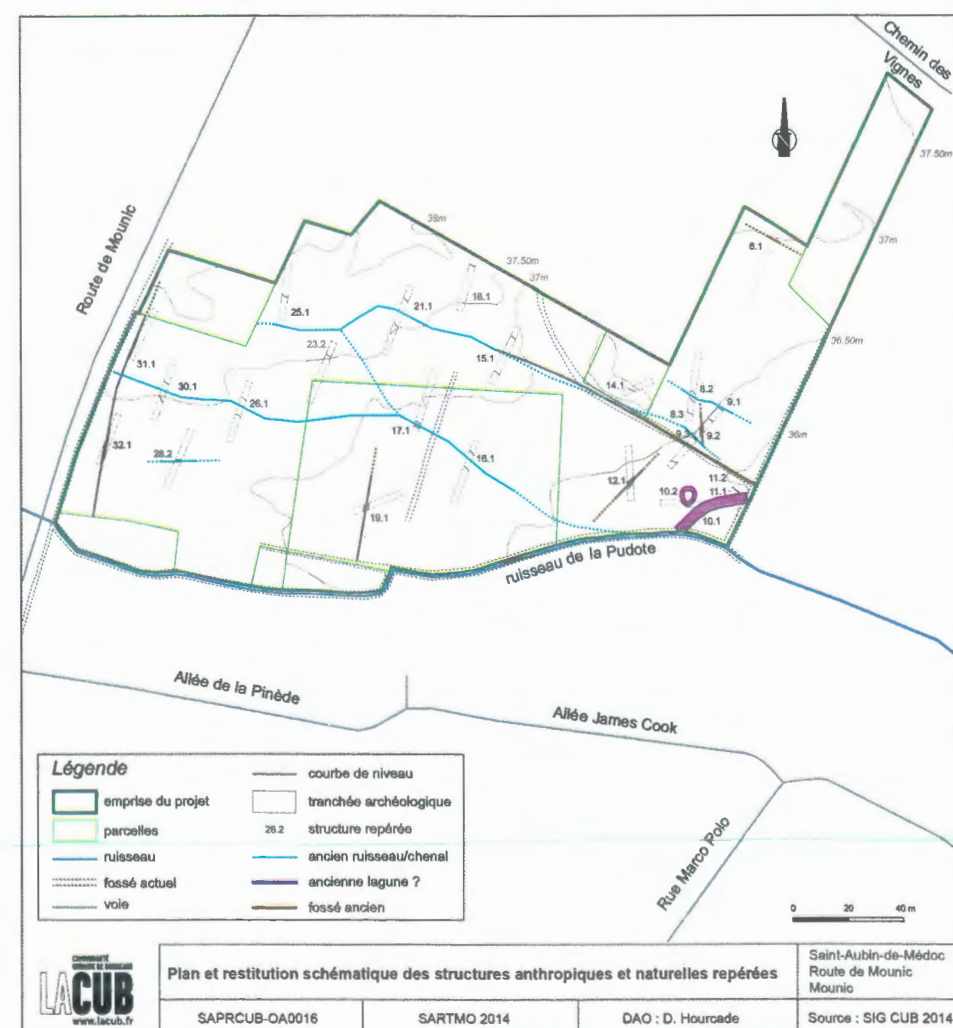 Chemin des
Vignes
37.50m
Route de Mounic
38m
37.50m
37m
6.1
37m
25.1
21.1
18.1
36.50m
23.2
15.1
31.1
30.1
26.1
14.1
8.2
9.1
8.3
9.3
9.2
36m
17.1
32.1
28.2
16.1
12.1
10.2
11.2
11.1
19.1
10.1
ruisseau de la Pudote
Allée de la Pinède
Allée James Cook
Rue Marco Polo
Légende
emprise du projet
parcelles
ruisseau
fossé actuel
voie
courbe de niveau
tranchée archéologique
28.2 structure repérée
ancien ruisseau/chenal
ancienne lagune ?
fossé ancien
0 20 40 m
COMMUNAUTÉ
URBAINE DE BORDEAUX
LACUB
www.lacub.fr
Plan et restitution schématique des structures anthropiques et naturelles repérées
Saint-Aubin-de-Médoc
Route de Mounic
Mounic
SAPRCUB-OA0016
SARTMO 2014
DAO : D. Hourcade
Source : SIG CUB 2014